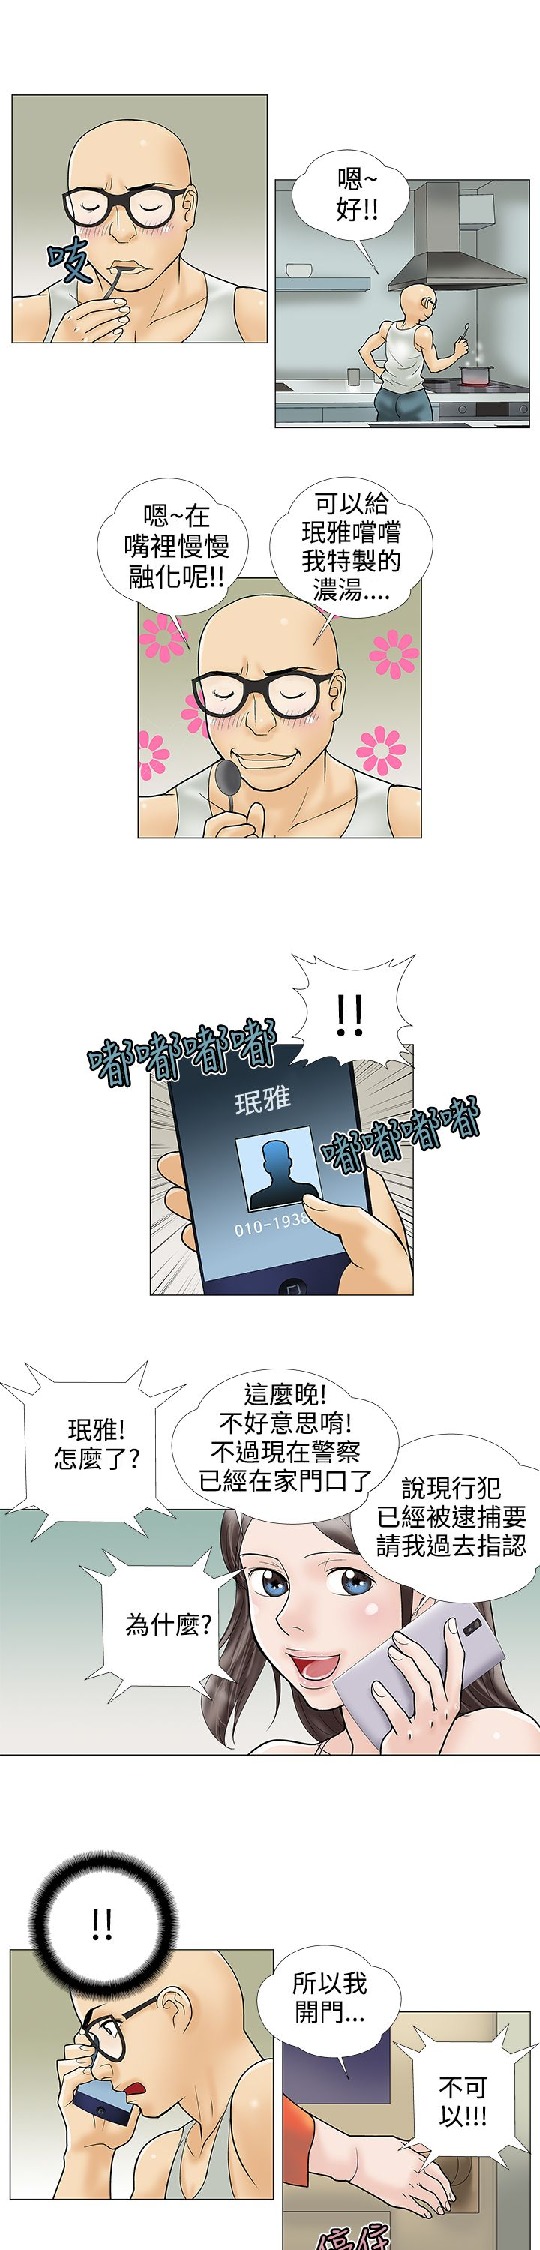 吱
嗯~
好!!
嗯~在
嘴裡慢慢
融化呢!!
可以給
珉雅嚐嚐
我特製的
濃湯....
!!
嘟嘟嘟嘟
珉雅
嘟嘟嘟嘟
010-1938
珉雅!
怎麼了?
這麼晚!
不好意思唷!
不過現在警察
已經在家門口了
說現行犯
已經被逮捕要
請我過去指認
為什麼?
!!
所以我
開門...
不可
以!!!